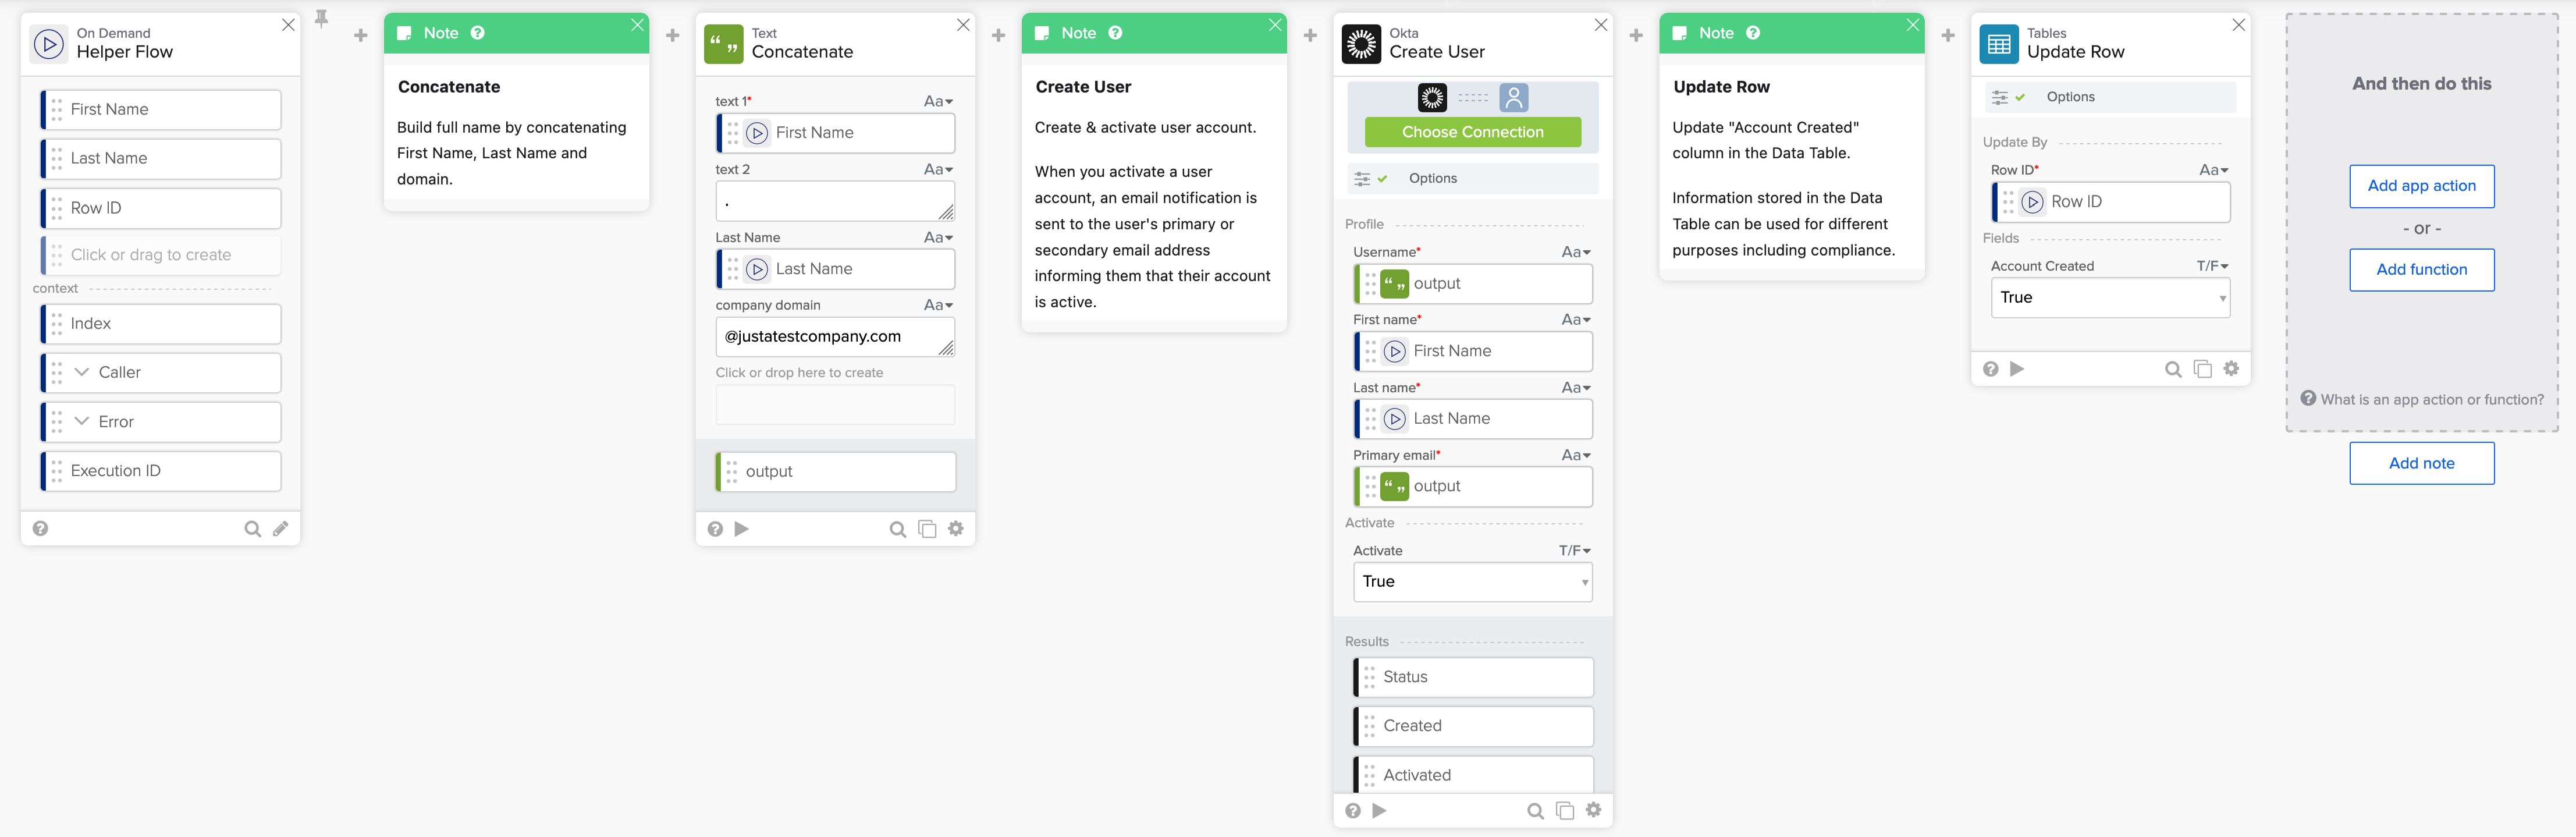 On Demand
Helper Flow
First Name
Last Name
Row ID
Click or drag to create
context
Index
Caller
Error
Execution ID
Note
Concatenate
Build full name by concatenating
First Name, Last Name and
domain.
Text
Concatenate
text 1* Aa
First Name
text 2 Aa
.
Last Name Aa
Last Name
company domain Aa
@justatestcompany.com
Click or drop here to create
output
Note
Create User
Create & activate user account.
When you activate a user
account, an email notification is
sent to the user's primary or
secondary email address
informing them that their account
is active.
Okta
Create User
Choose Connection
Options
Profile
Username* Aa
output
First name* Aa
First Name
Last name* Aa
Last Name
Primary email* Aa
output
Activate
Activate T/F
True
Results
Status
Created
Activated
Note
Update Row
Update "Account Created"
column in the Data Table.
Information stored in the Data
Table can be used for different
purposes including compliance.
Tables
Update Row
Options
Update By
Row ID* Aa
Row ID
Fields
Account Created T/F
True
And then do this
Add app action
- or -
Add function
What is an app action or function?
Add note